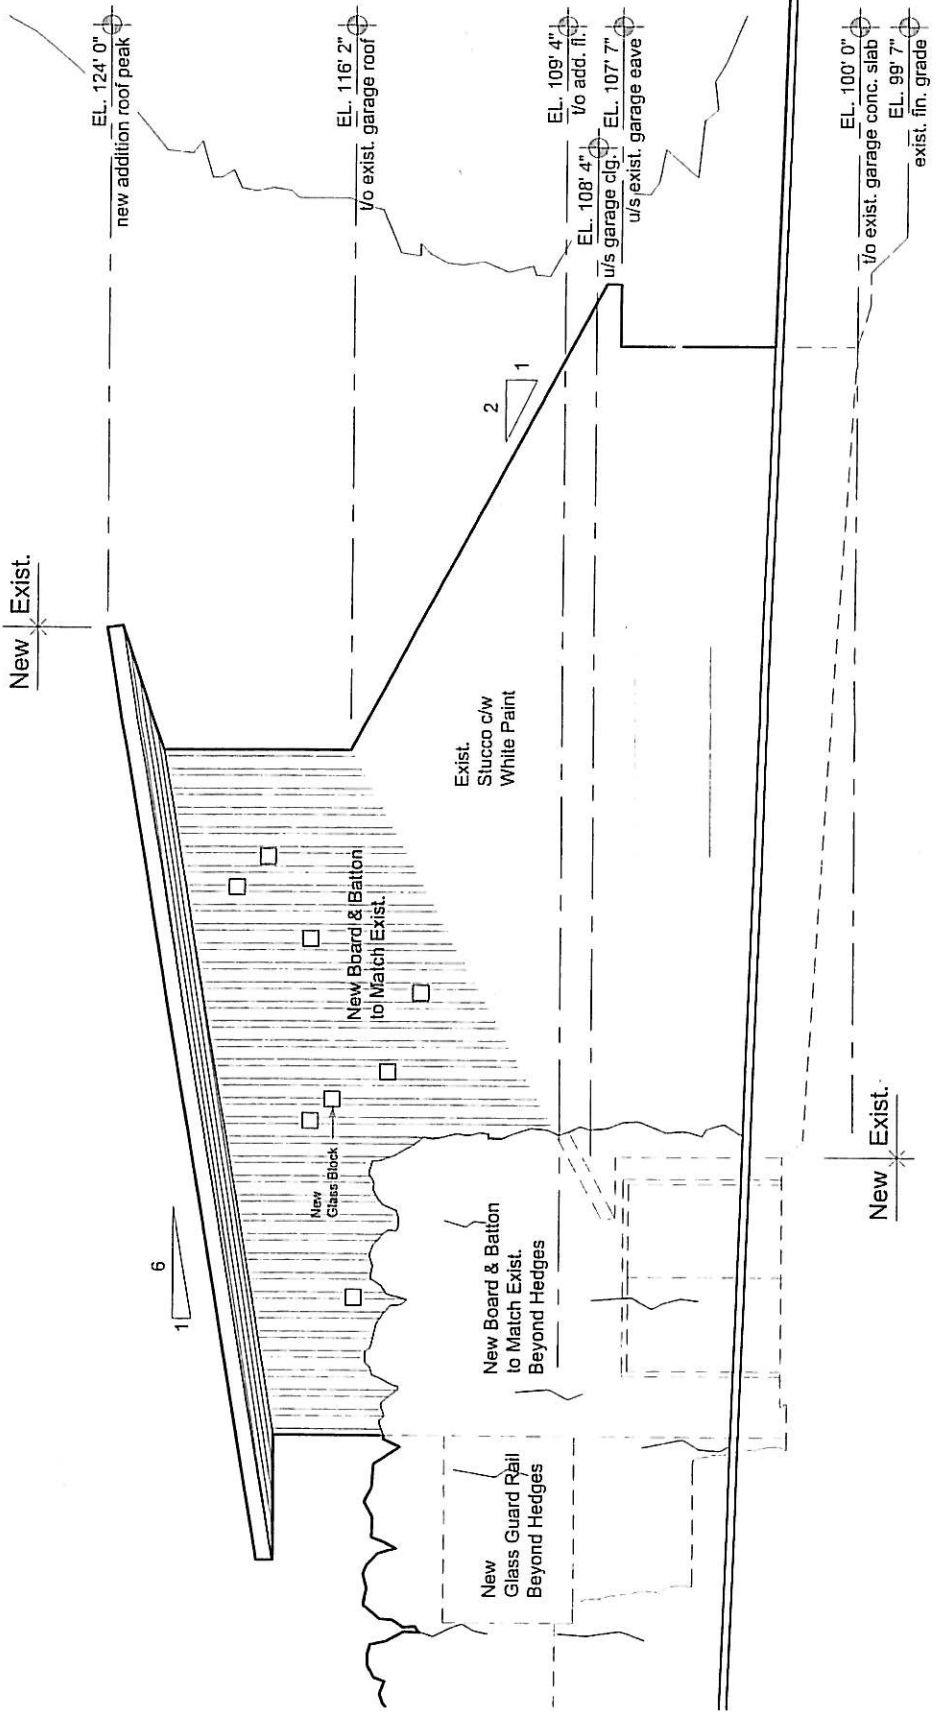 New Exist.
EL. 124' 0"
new addition roof peak
EL. 116' 2"
t/o exist. garage roof
EL. 109' 4"
t/o add. fl.
EL. 108' 4"
u/s garage clg.
EL. 107' 7"
u/s exist. garage eave
EL. 100' 0"
t/o exist. garage conc. slab
EL. 99' 7"
exist. fin. grade
6
1
2
1
New
Glass Block
New Board & Batton
to Match Exist.
Exist.
Stucco c/w
White Paint
New Board & Batton
to Match Exist.
Beyond Hedges
New
Glass Guard Rail
Beyond Hedges
New Exist.